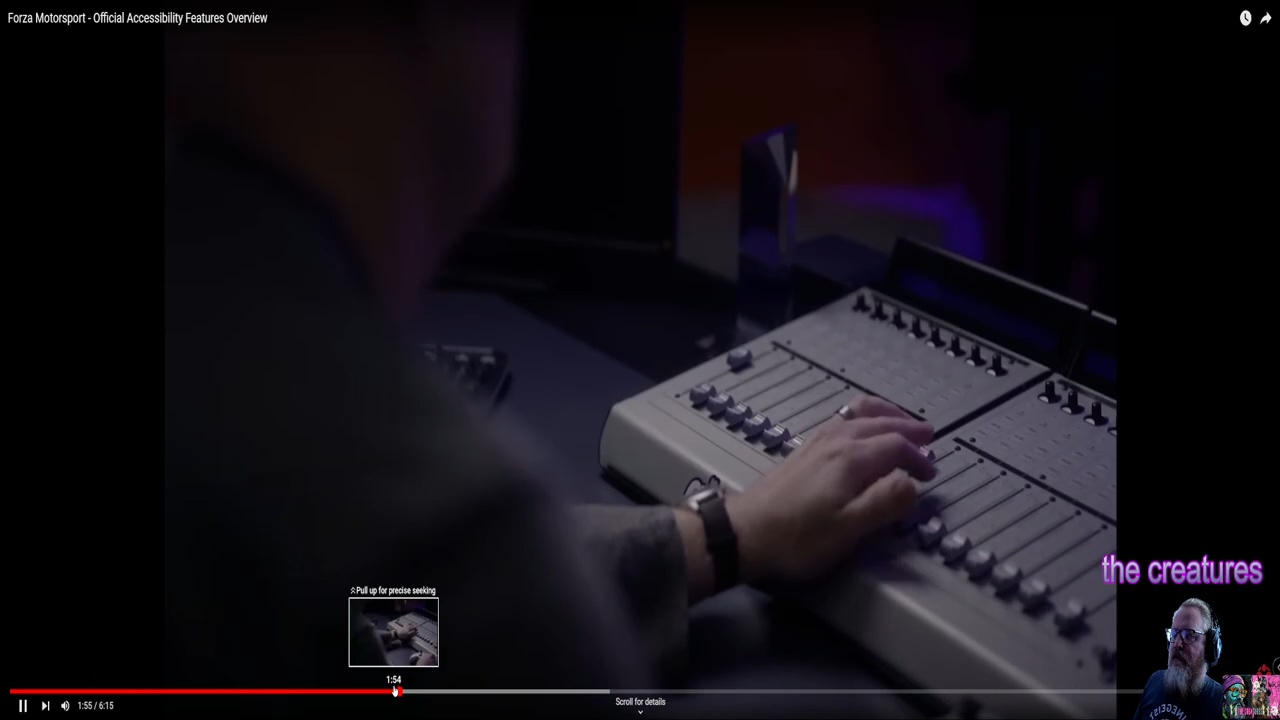 Forza Motorsport - Official Accessibility Features Overview
Pull up for precise seeking
the creatures
1:54
1:55 / 6:15
Scroll for details